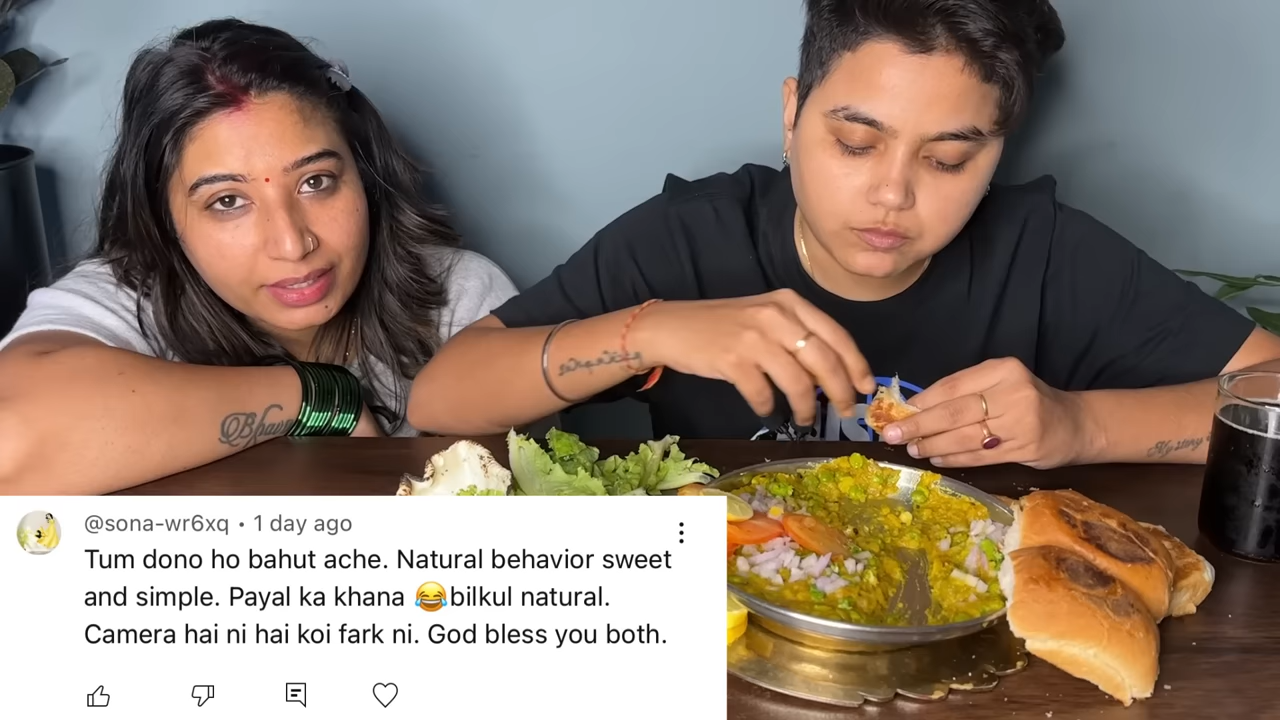 @sona-wr6xq • 1 day ago
Tum dono ho bahut ache. Natural behavior sweet
and simple. Payal ka khana 😂bilkul natural.
Camera hai ni hai koi fark ni. God bless you both.